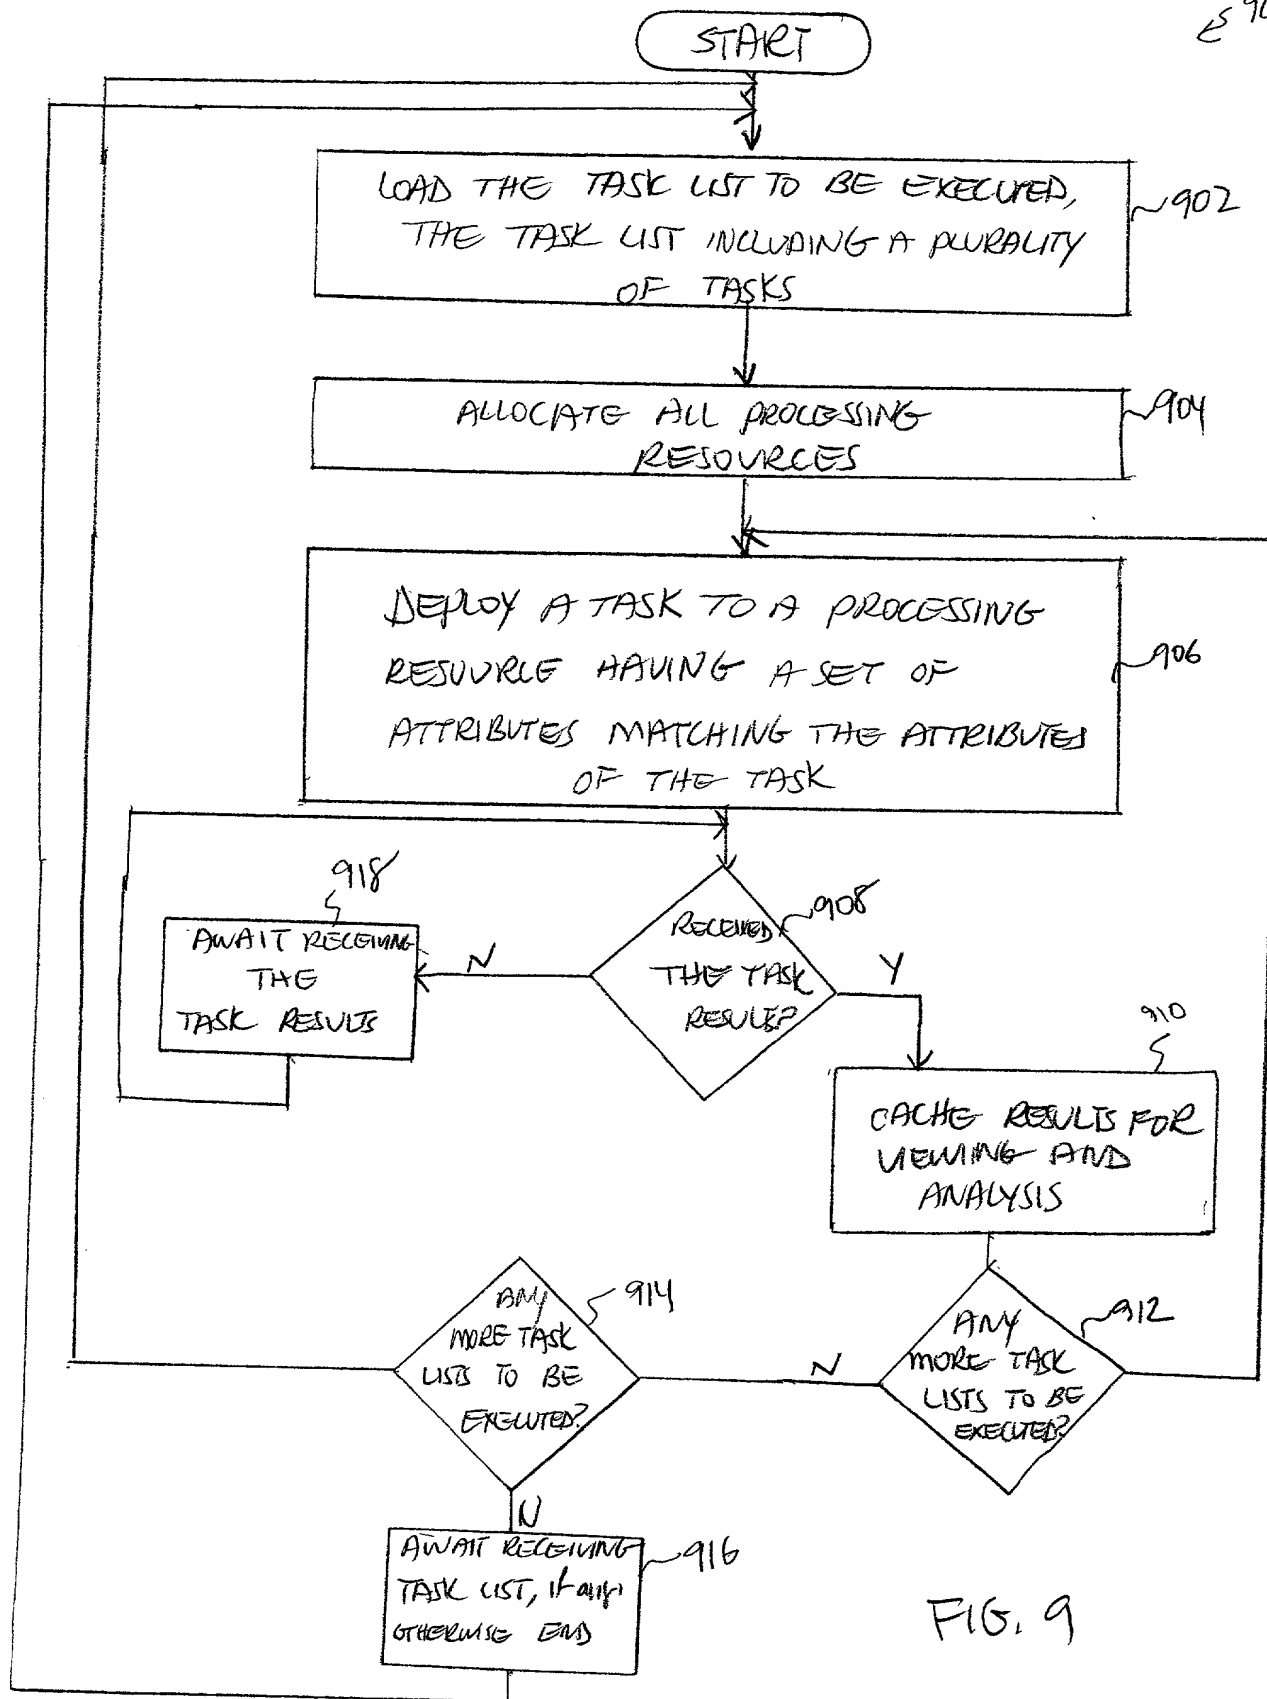 START
LOAD THE TASK LIST TO BE EXECUTED,
THE TASK LIST INCLUDING A PLURALITY
OF TASKS
902
ALLOCATE ALL PROCESSING
RESOURCES
904
DEPLOY A TASK TO A PROCESSING
RESOURCE HAVING A SET OF
ATTRIBUTES MATCHING THE ATTRIBUTES
OF THE TASK
906
918
AWAIT RECEIVING
THE
TASK RESULTS
N
908
RECEIVED
THE TASK
RESULTS?
Y
910
CACHE RESULTS FOR
VIEWING AND
ANALYSIS
914
ANY
MORE TASK
LISTS TO BE
EXECUTED?
N
912
ANY
MORE TASK
LISTS TO BE
EXECUTED?
N
AWAIT RECEIVING
TASK LIST, if any;
OTHERWISE END
916
FIG. 9